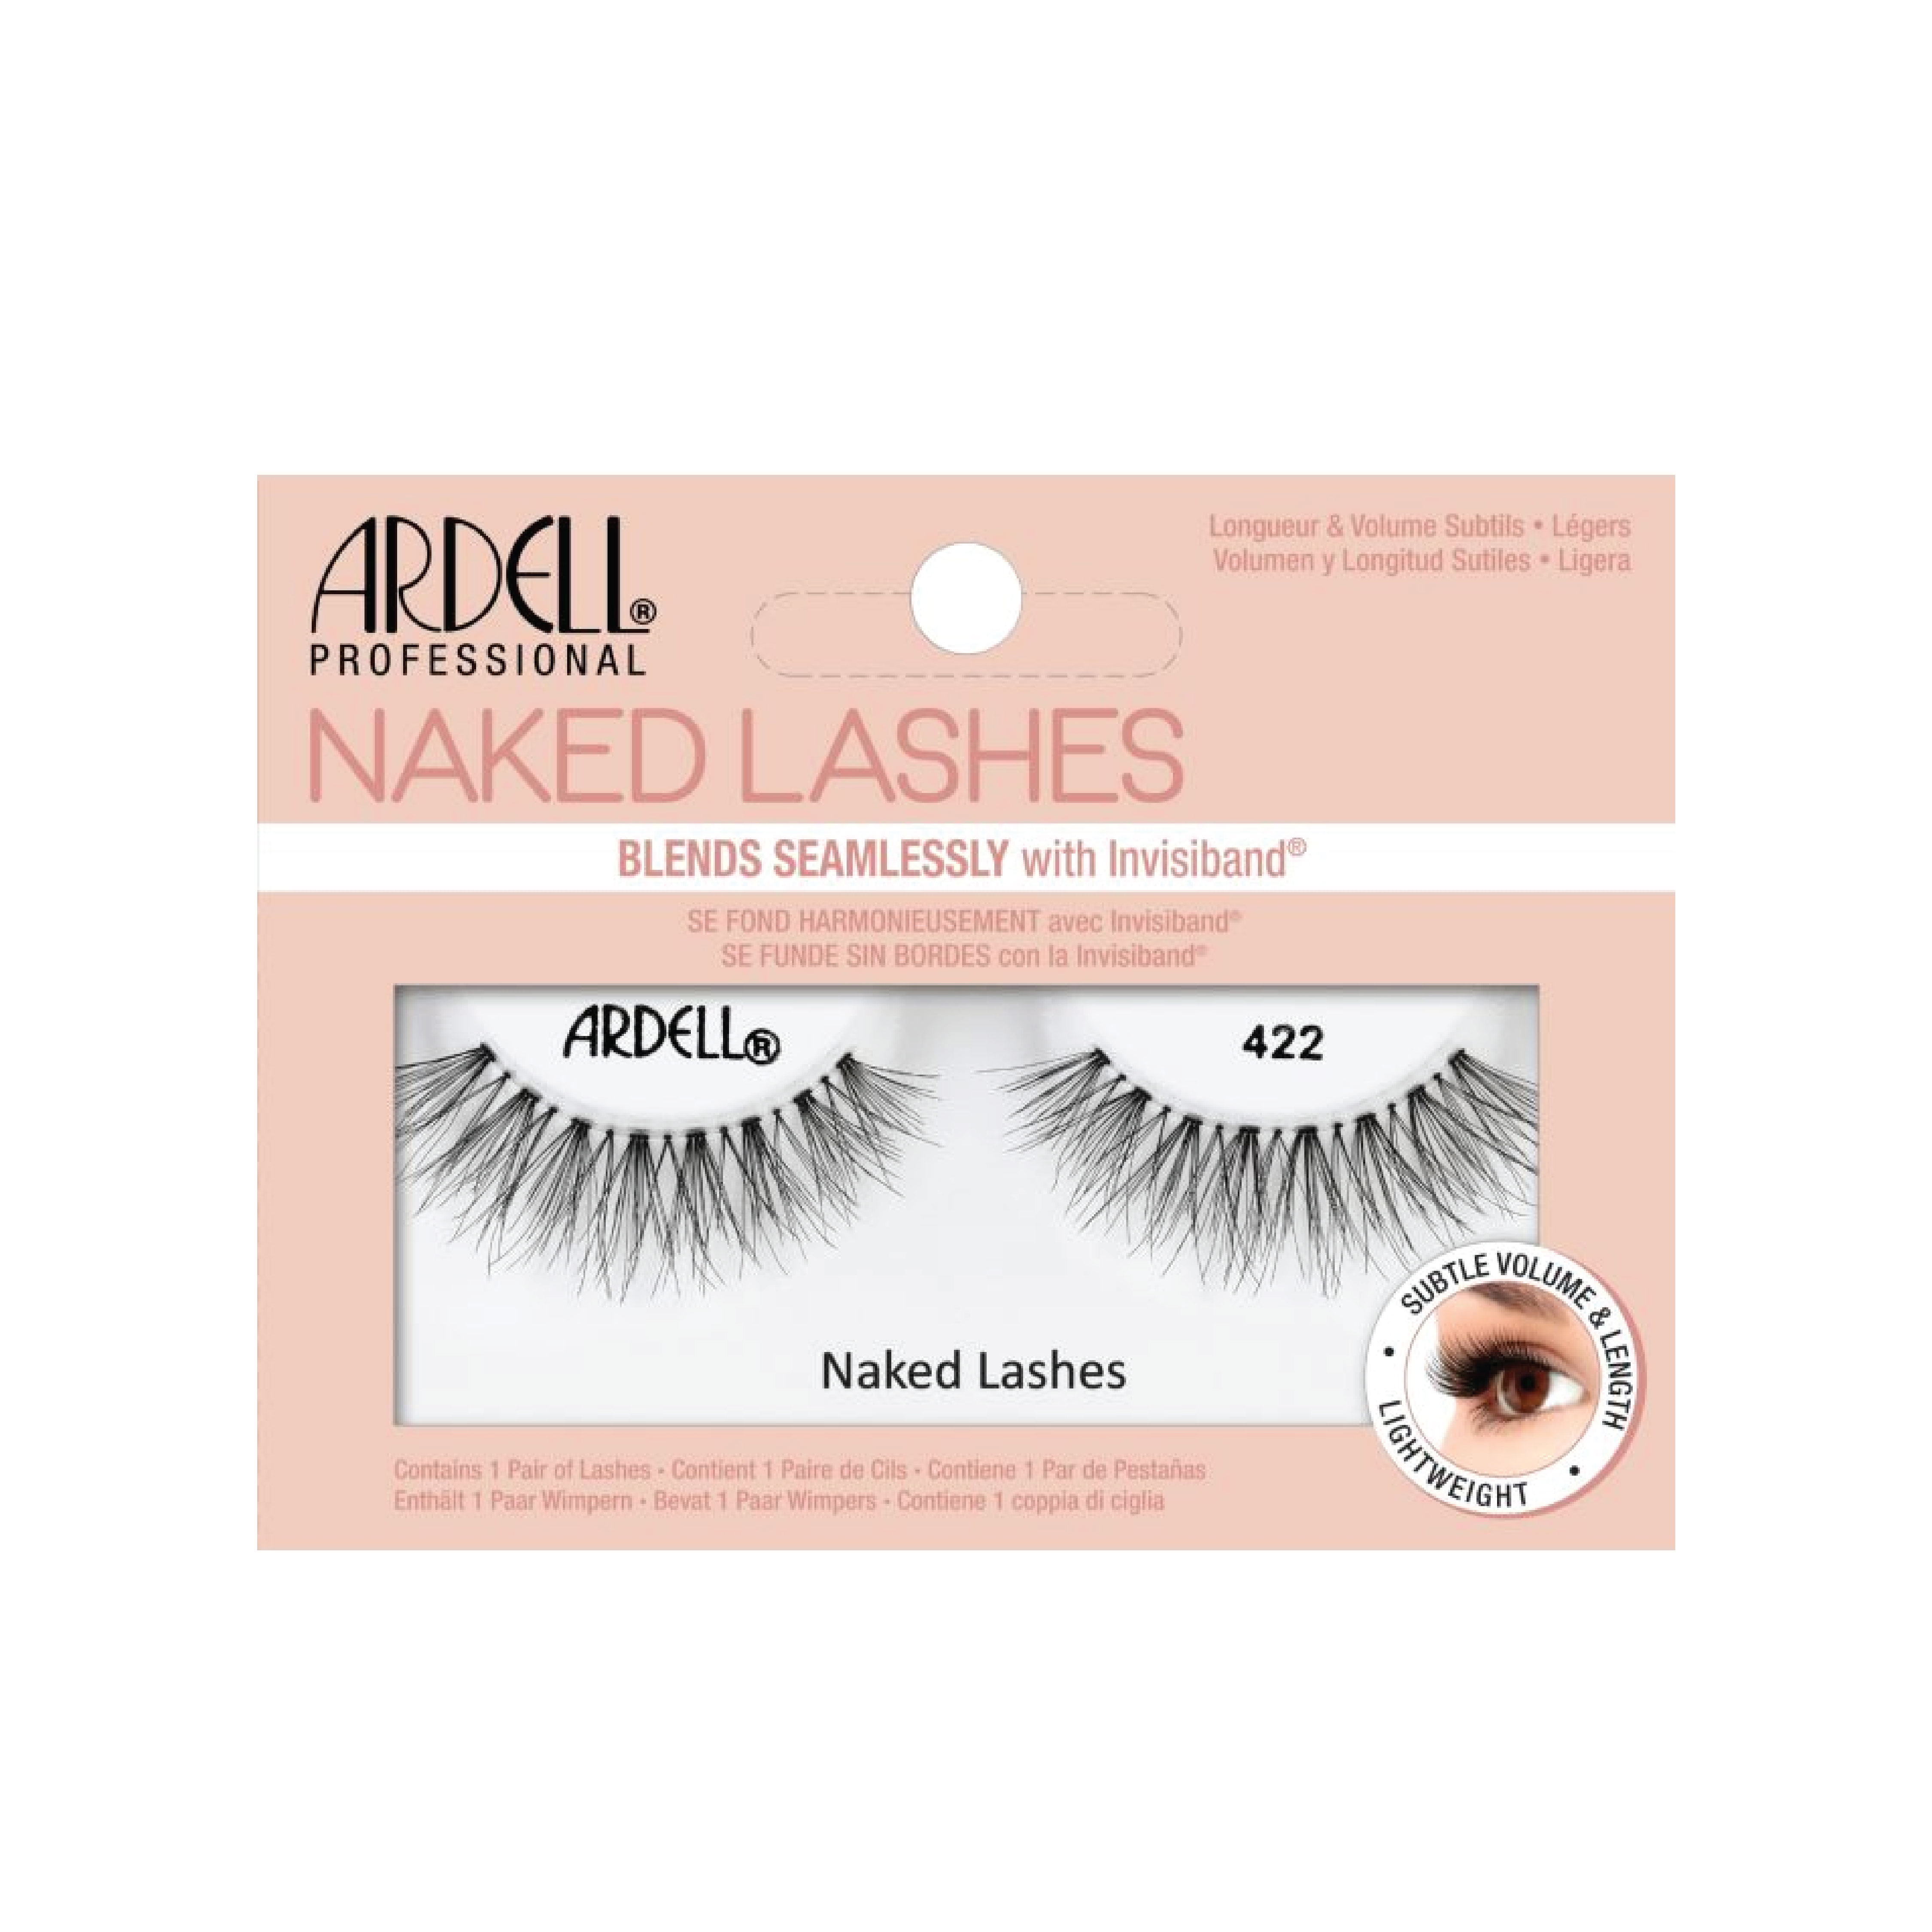 ARDELL®
PROFESSIONAL
Longueur & Volume Subtils • Légers
Volumen y Longitud Sutiles • Ligera
NAKED LASHES
BLENDS SEAMLESSLY with Invisiband®
SE FOND HARMONIEUSEMENT avec Invisiband®
SE FUNDE SIN BORDES con la Invisiband®
ARDELL®
422
Naked Lashes
• SUBTLE VOLUME & LENGTH
• LIGHTWEIGHT
Contains 1 Pair of Lashes • Contient 1 Paire de Cils • Contiene 1 Par de Pestañas
Enthält 1 Paar Wimpern • Bevat 1 Paar Wimpers • Contiene 1 coppia di ciglia